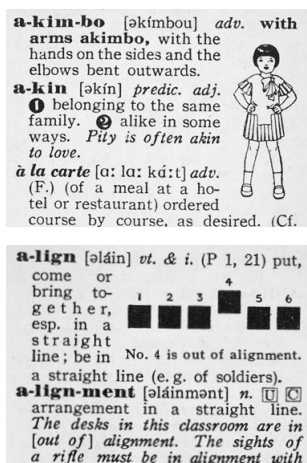 a-kim-bo [əkímbou] adv. with
arms akimbo, with the
hands on the sides and the
elbows bent outwards.
a-kin [əkín] predic. adj.
❶ belonging to the same
family. ❷ alike in some
ways. Pity is often akin
to love.
à la carte [ɑː lɑː kɑ́ːt] adv.
(F.) (of a meal at a ho-
tel or restaurant) ordered
course by course, as desired. (Cf.
a-lign [əláin] vt. & i. (P 1, 21) put,
come or
bring to-
gether,
esp. in a
straight
line; be in
1 2 3 4 5 6
No. 4 is out of alignment.
a straight line (e. g. of soldiers).
a-lign-ment [əláinmənt] n. U C
arrangement in a straight line.
The desks in this classroom are in
[out of] alignment. The sights of
a rifle must be in alignment with